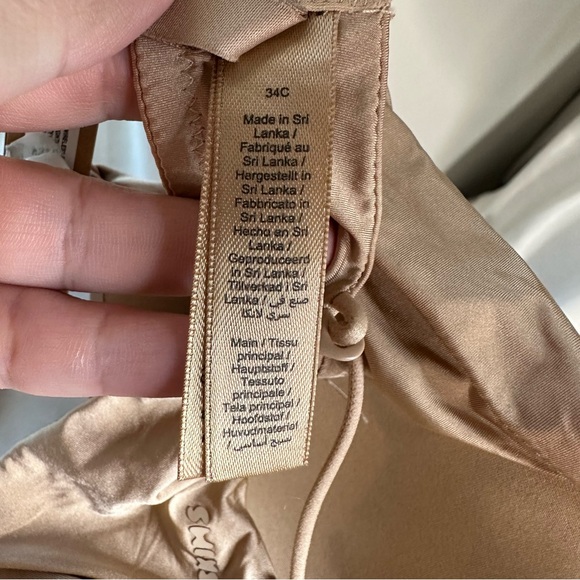 34C
Made in Sri
Lanka /
Fabriqué au
Sri Lanka /
Hergestellt in
Sri Lanka /
Fabbricato in
Sri Lanka /
Hecho en Sri
Lanka /
Geproduceerd
in Sri Lanka /
Tillverkad i Sri
Lanka / صنع في
سري لانكا
Main / Tissu
principal /
Hauptstoff /
Tessuto
principale /
Tela principal /
Hoofdstof /
Huvudmaterial
/ نسيج أساسي